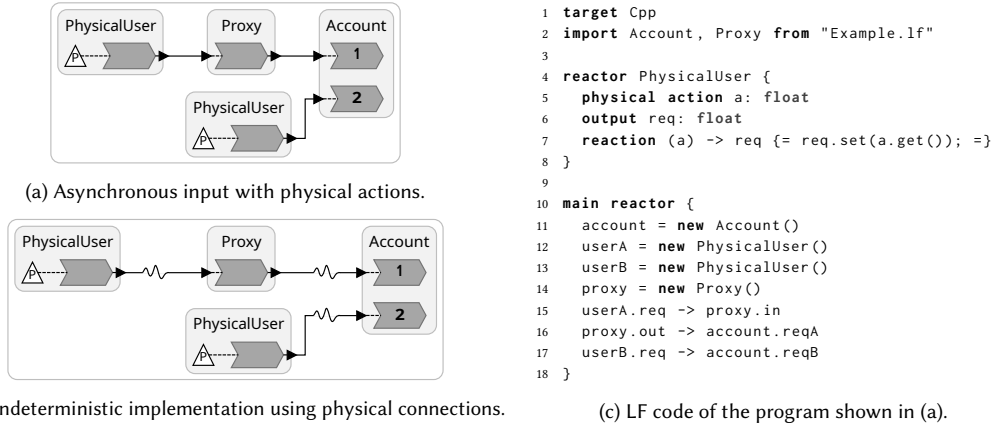 PhysicalUser
Proxy
Account
P
1
2
PhysicalUser
P
(a) Asynchronous input with physical actions.
PhysicalUser
Proxy
Account
P
1
2
PhysicalUser
P
ndeterministic implementation using physical connections.
1 target Cpp
2 import Account, Proxy from "Example.lf"
3
4 reactor PhysicalUser {
5 physical action a: float
6 output req: float
7 reaction (a) -> req {= req.set(a.get()); =}
8 }
9
10 main reactor {
11 account = new Account()
12 userA = new PhysicalUser()
13 userB = new PhysicalUser()
14 proxy = new Proxy()
15 userA.req -> proxy.in
16 proxy.out -> account.reqA
17 userB.req -> account.reqB
18 }
(c) LF code of the program shown in (a).